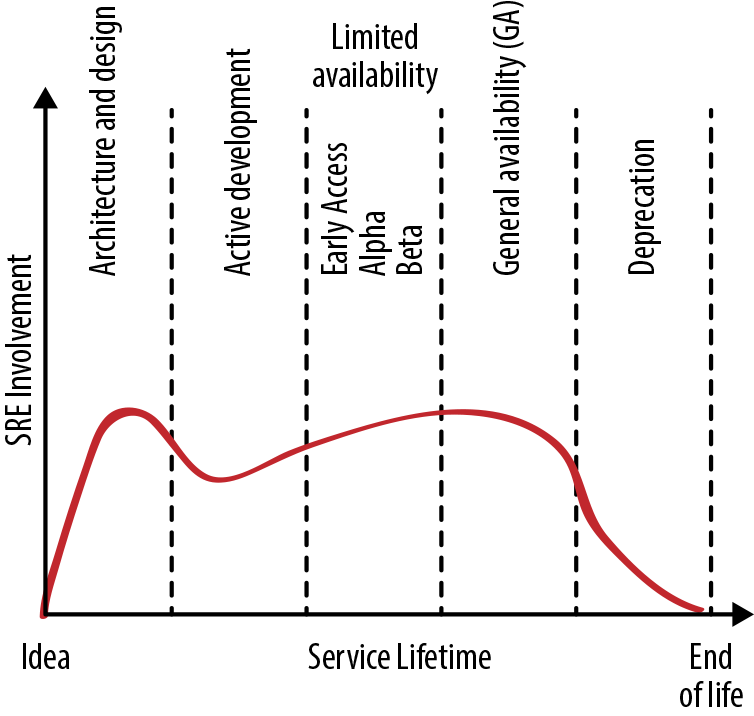 Architecture and design
Active development
Limited
availability
Early Access
Alpha
Beta
General availability (GA)
Deprecation
SRE Involvement
Idea
Service Lifetime
End
of life